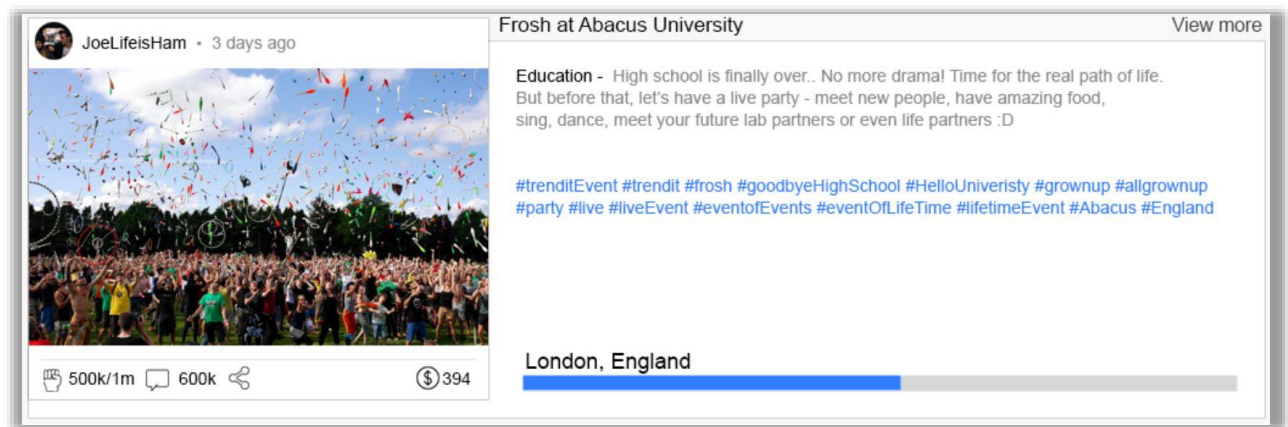 JoeLifeisHam • 3 days ago
500k/1m 600k $ 394
Frosh at Abacus University
View more
Education - High school is finally over.. No more drama! Time for the real path of life.
But before that, let's have a live party - meet new people, have amazing food,
sing, dance, meet your future lab partners or even life partners :D
#trenditEvent #trendit #frosh #goodbyeHighSchool #HelloUniveristy #grownup #allgrownup
#party #live #liveEvent #eventofEvents #eventOfLifeTime #lifetimeEvent #Abacus #England
London, England